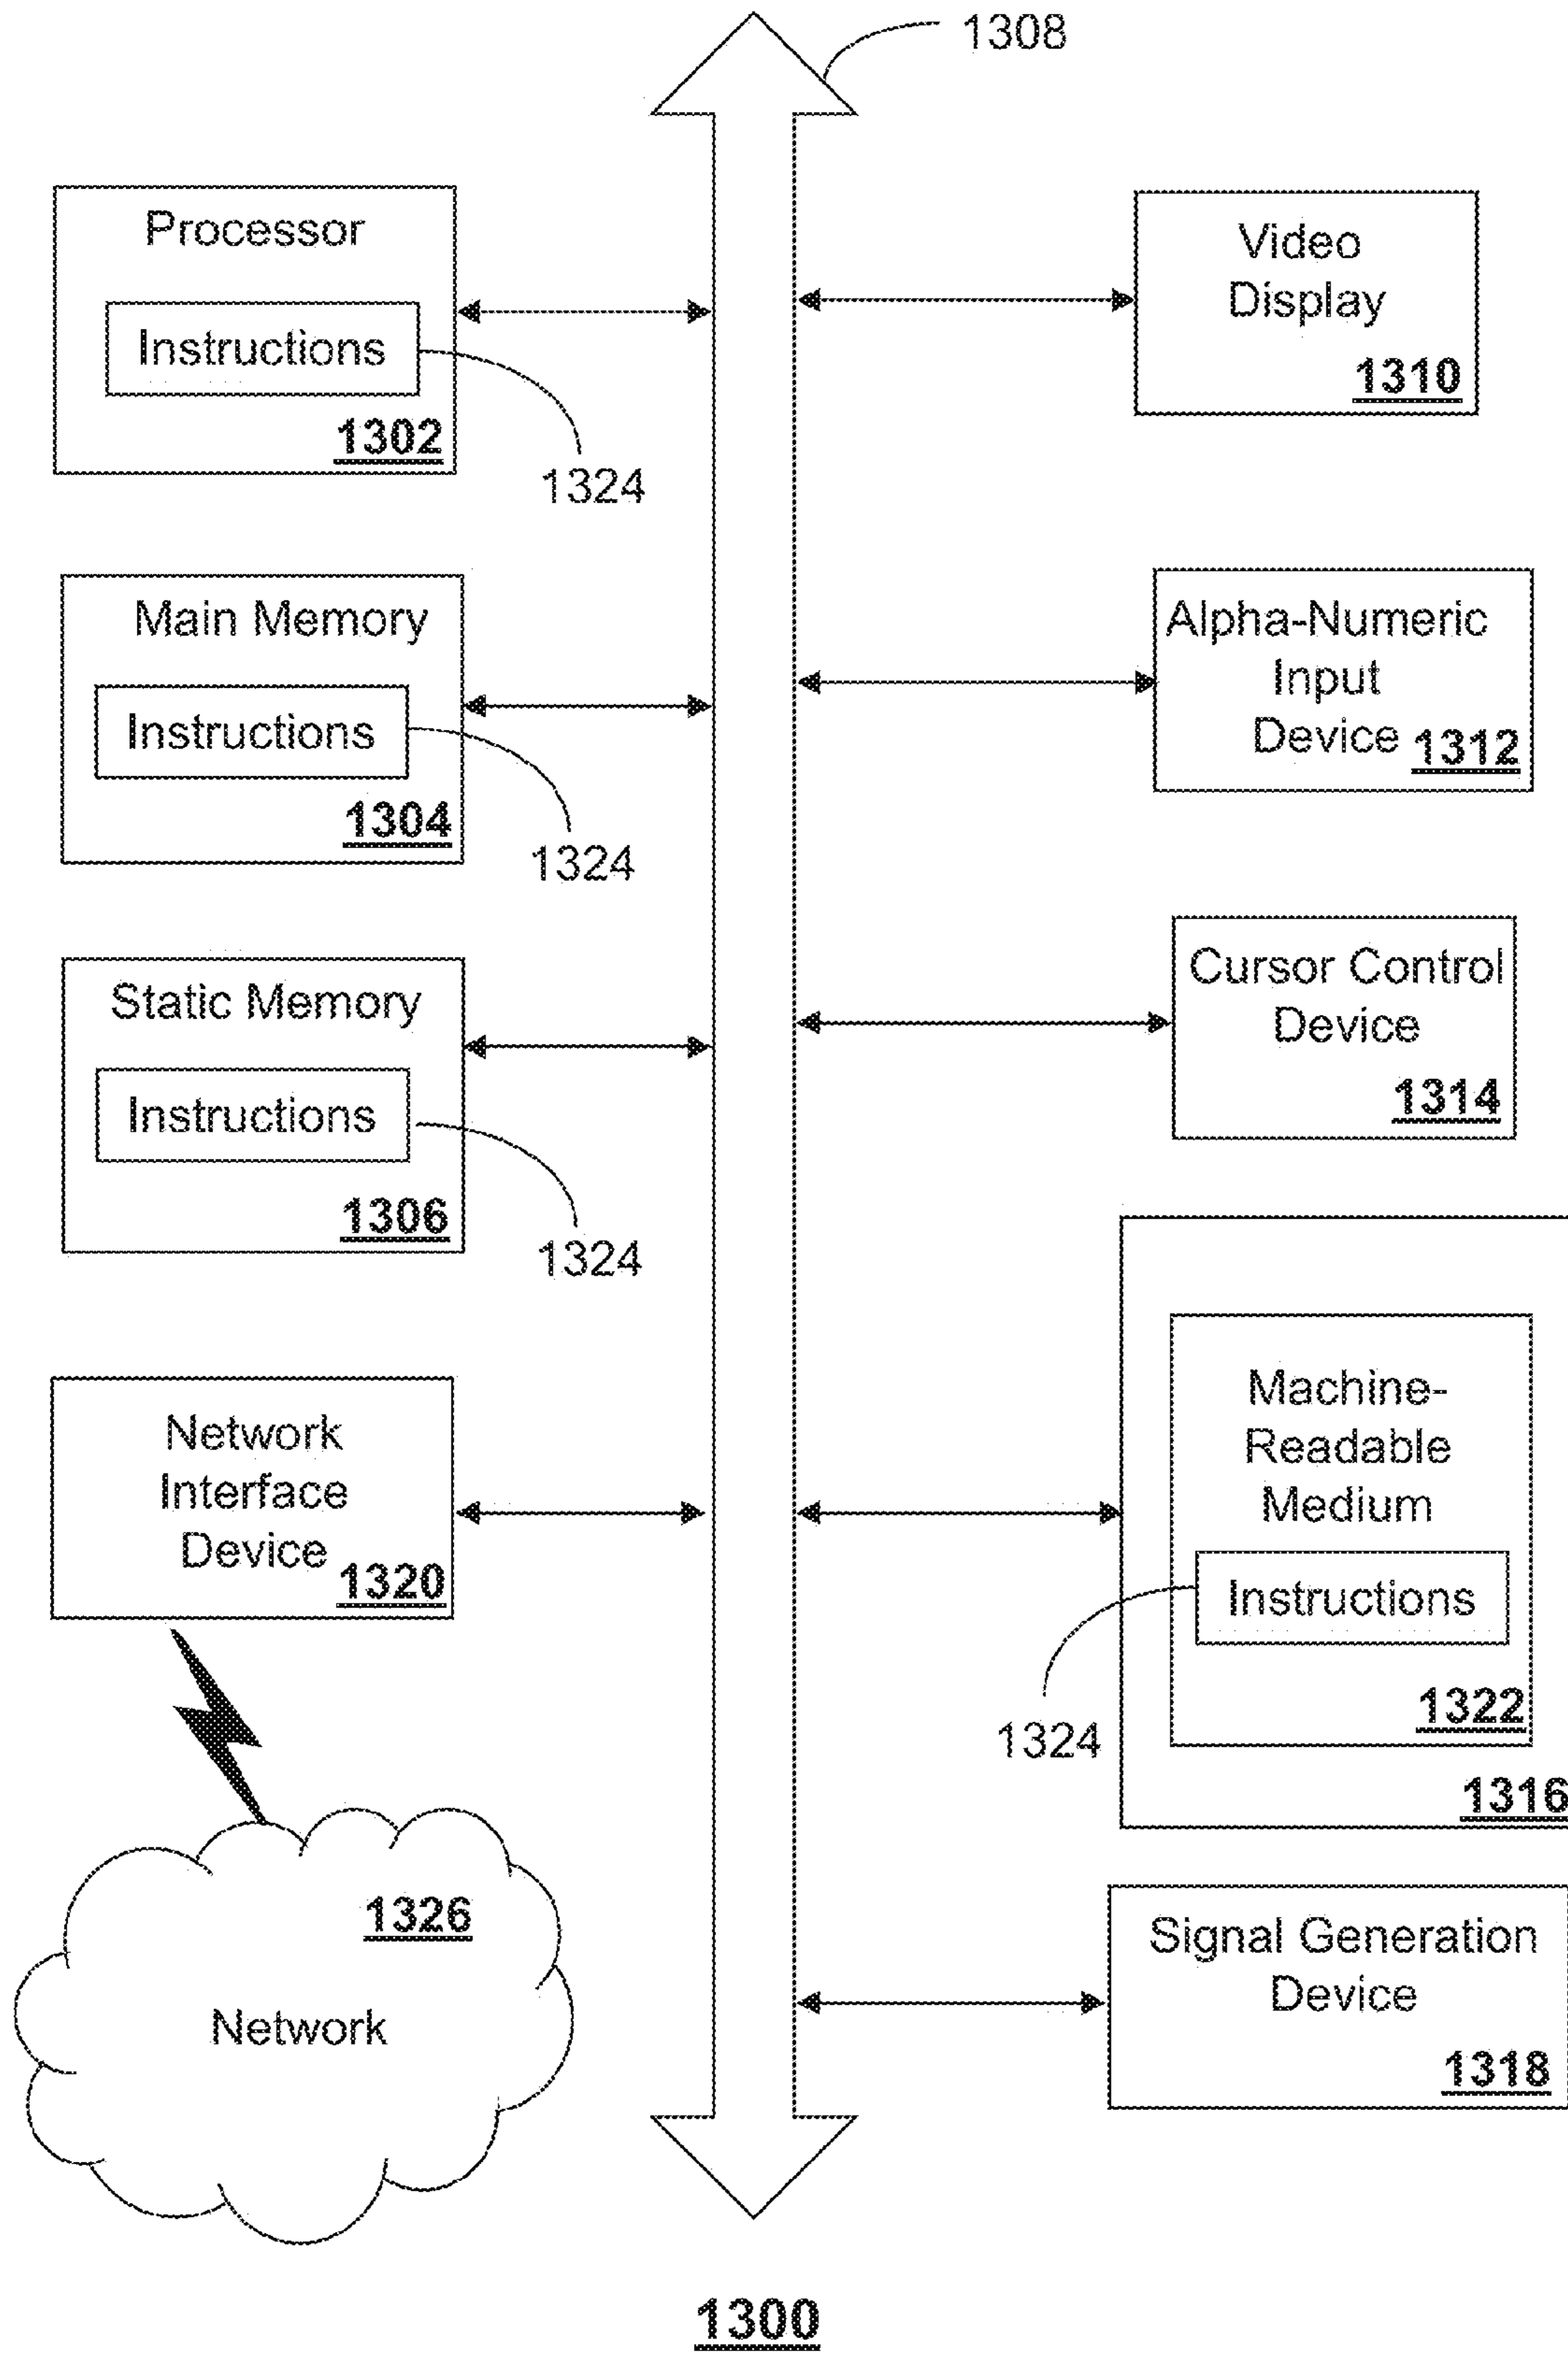 1308
Processor
Instructions
1302
1324
Main Memory
Instructions
1304
1324
Static Memory
Instructions
1306
1324
Network
Interface
Device
1320
1326
Network
Video
Display
1310
Alpha-Numeric
Input
Device 1312
Cursor Control
Device
1314
Machine-
Readable
Medium
Instructions
1322
1324
1316
Signal Generation
Device
1318
1300